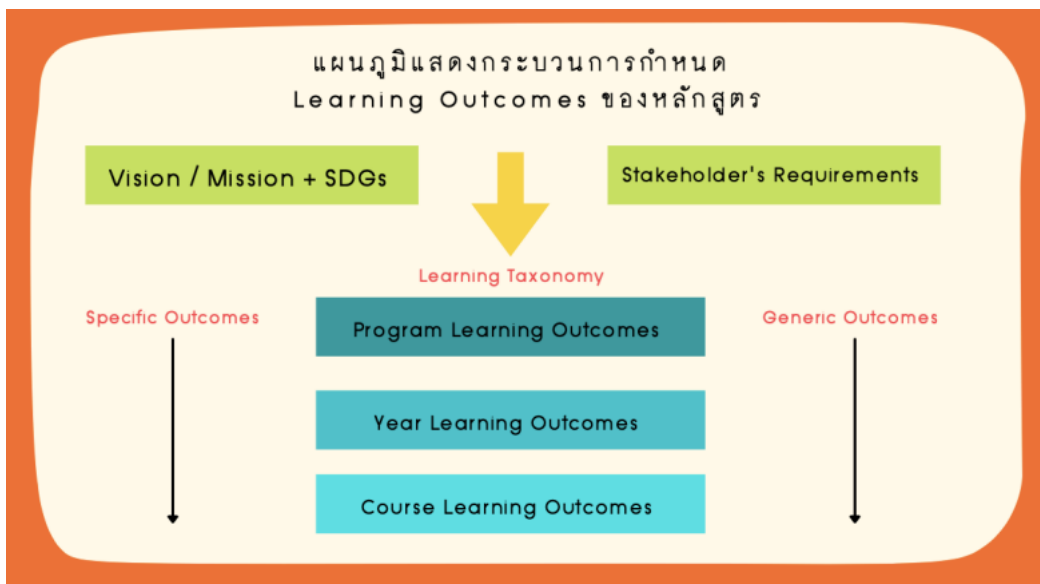 แผนภูมิแสดงกระบวนการกำหนด
Learning Outcomes ของหลักสูตร
Vision / Mission + SDGs
Stakeholder's Requirements
Learning Taxonomy
Specific Outcomes
Program Learning Outcomes
Generic Outcomes
Year Learning Outcomes
Course Learning Outcomes